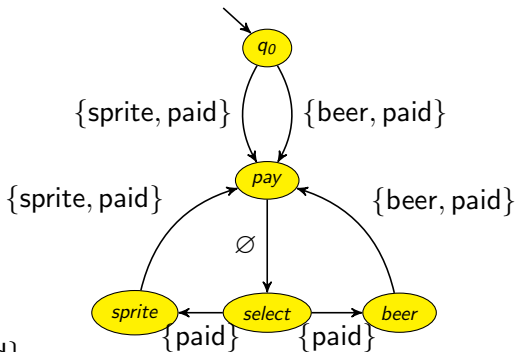 q0
{sprite, paid} {beer, paid}
pay
{sprite, paid} {beer, paid}
∅
sprite select beer
{paid} {paid}